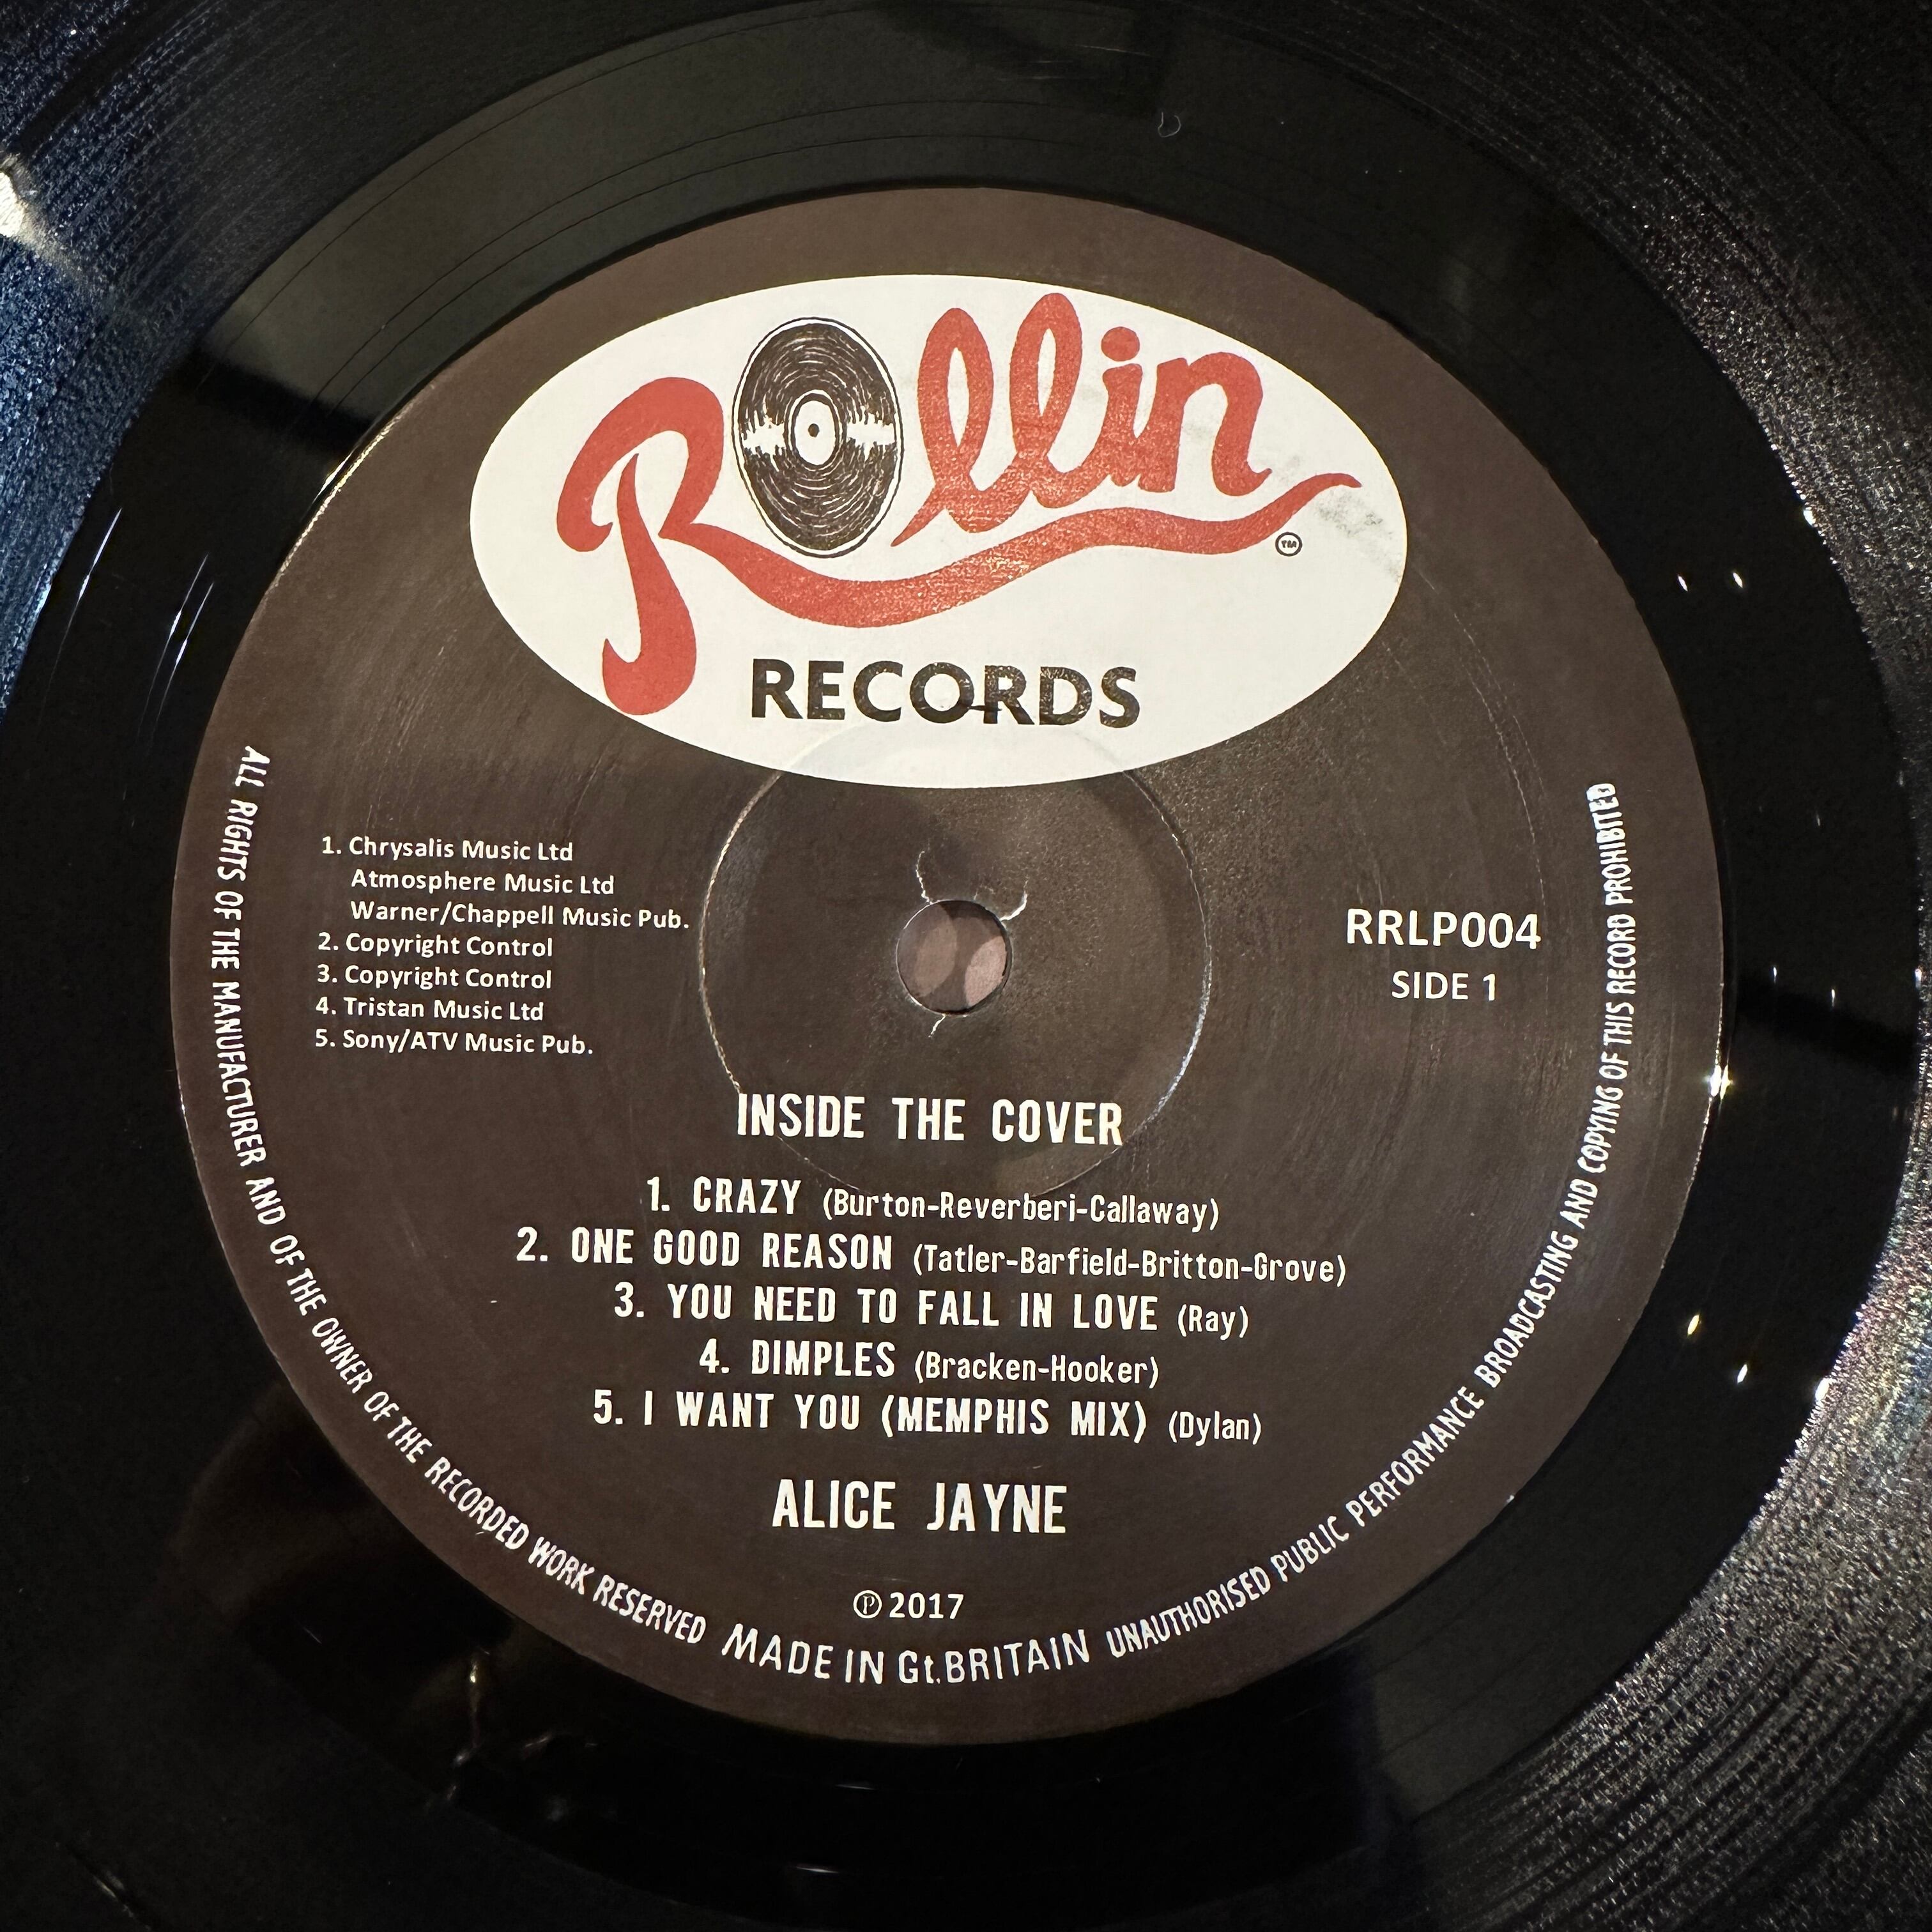 Rollin
TM
RECORDS
1. Chrysalis Music Ltd
Atmosphere Music Ltd
Warner/Chappell Music Pub.
2. Copyright Control
3. Copyright Control
4. Tristan Music Ltd
5. Sony/ATV Music Pub.
RRLP004
SIDE 1
INSIDE THE COVER
1. CRAZY (Burton-Reverberi-Callaway)
2. ONE GOOD REASON (Tatler-Barfield-Britton-Grove)
3. YOU NEED TO FALL IN LOVE (Ray)
4. DIMPLES (Bracken-Hooker)
5. I WANT YOU (MEMPHIS MIX) (Dylan)
ALICE JAYNE
℗ 2017
ALL RIGHTS OF THE MANUFACTURER AND OF THE OWNER OF THE RECORDED WORK RESERVED MADE IN Gt.BRITAIN UNAUTHORISED PUBLIC PERFORMANCE BROADCASTING AND COPYING OF THIS RECORD PROHIBITED